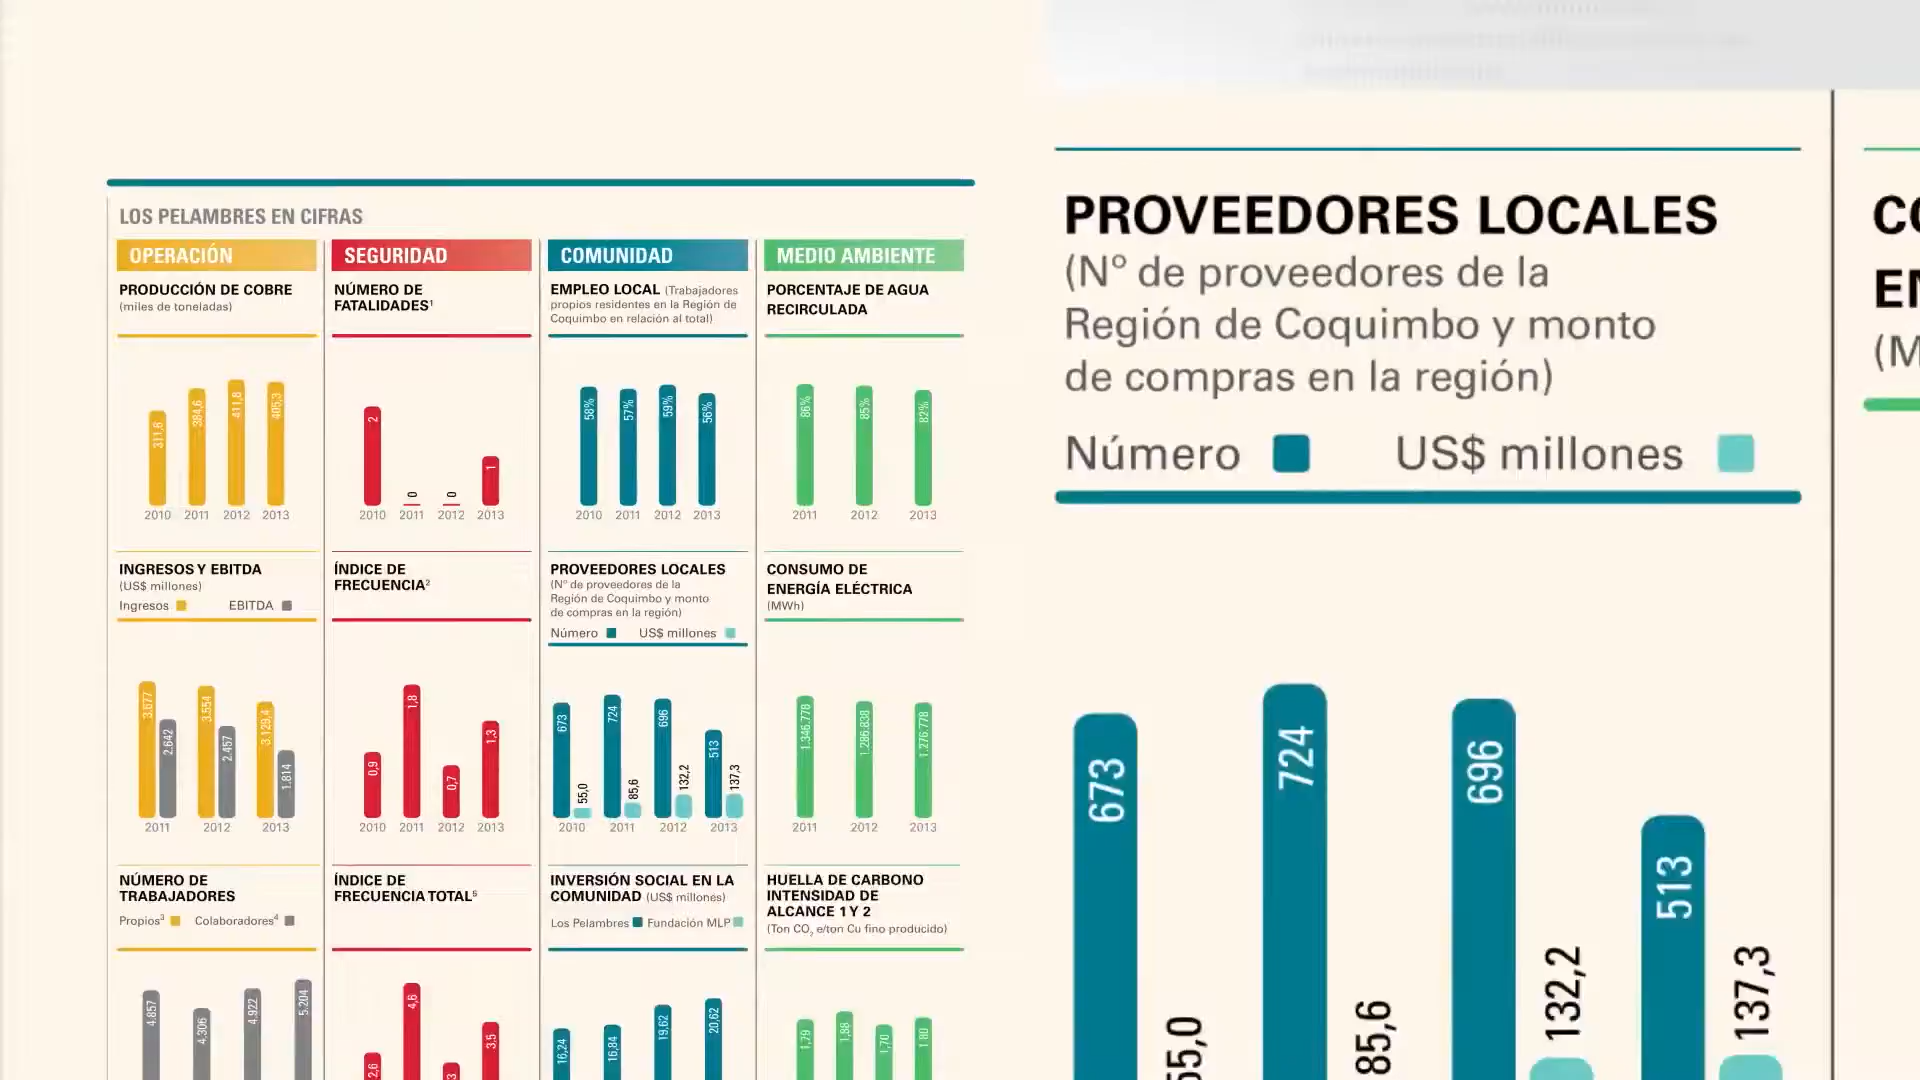 LOS PELAMBRES EN CIFRAS
OPERACIÓN
PRODUCCIÓN DE COBRE
(miles de toneladas)
311,6
384,6
411,8
405,3
2010 2011 2012 2013
INGRESOS Y EBITDA
(US$ millones)
Ingresos EBITDA
3.677
2.642
3.554
2.457
3.129,4
1.814
2011 2012 2013
NÚMERO DE
TRABAJADORES
Propios3 Colaboradores4
4.857
4.306
4.922
5.204
SEGURIDAD
NÚMERO DE
FATALIDADES1
2
0
0
1
2010 2011 2012 2013
ÍNDICE DE
FRECUENCIA2
0,9
1,8
0,7
1,3
2010 2011 2012 2013
ÍNDICE DE
FRECUENCIA TOTAL5
2,6
4,6
3,5
COMUNIDAD
EMPLEO LOCAL (Trabajadores
propios residentes en la Región de
Coquimbo en relación al total)
58%
57%
59%
56%
2010 2011 2012 2013
PROVEEDORES LOCALES
(Nº de proveedores de la
Región de Coquimbo y monto
de compras en la región)
Número US$ millones
673
55,0
724
85,6
696
132,2
513
137,3
2010 2011 2012 2013
INVERSIÓN SOCIAL EN LA
COMUNIDAD (US$ millones)
Los Pelambres Fundación MLP
16,24
16,84
19,62
20,62
MEDIO AMBIENTE
PORCENTAJE DE AGUA
RECIRCULADA
86%
85%
82%
2011 2012 2013
CONSUMO DE
ENERGÍA ELÉCTRICA
(MWh)
1.346.778
1.286.838
1.276.778
2011 2012 2013
HUELLA DE CARBONO
INTENSIDAD DE
ALCANCE 1 Y 2
(Ton CO2 e/ton Cu fino producido)
1,79
1,88
1,70
1,80
PROVEEDORES LOCALES
(Nº de proveedores de la
Región de Coquimbo y monto
de compras en la región)
Número US$ millones
673
55,0
724
85,6
696
132,2
513
137,3
CO
EN
(M